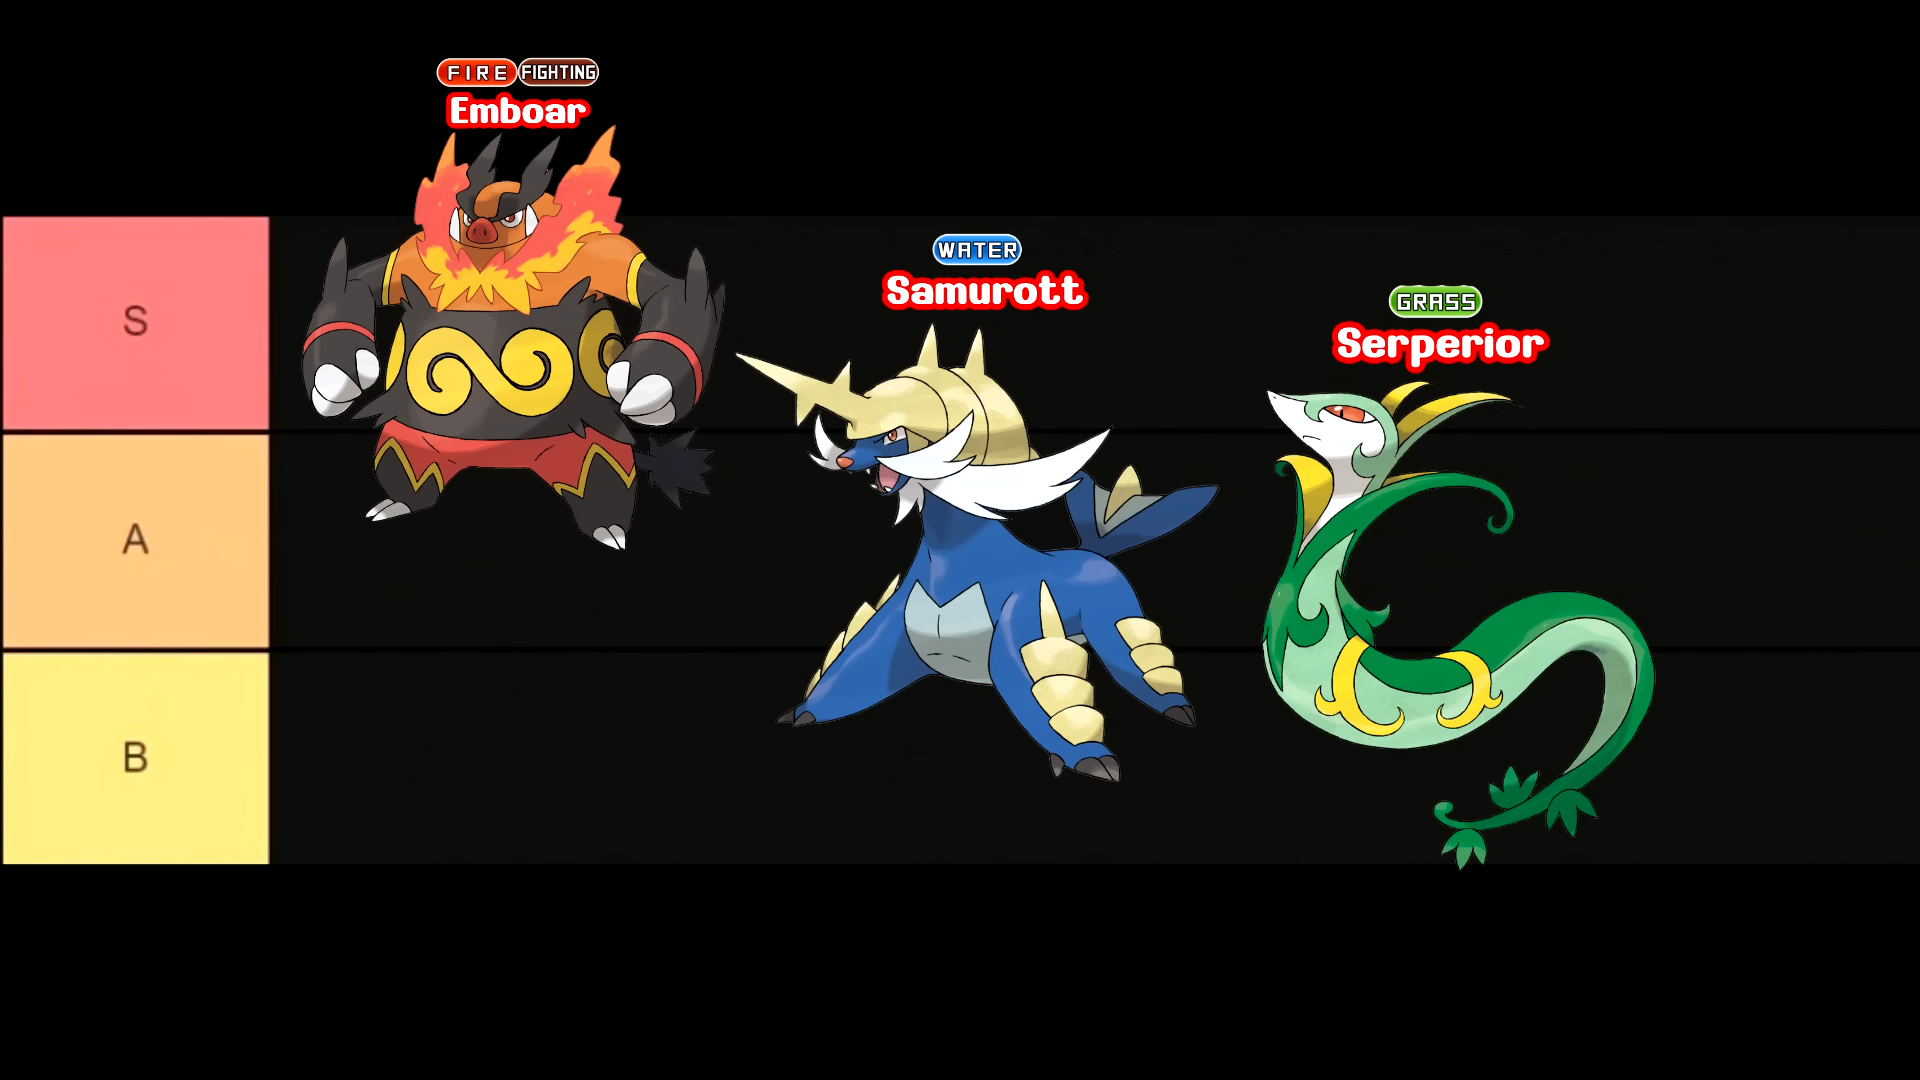 FIRE FIGHTING
Emboar
WATER
Samurott
GRASS
Serperior
S
A
B